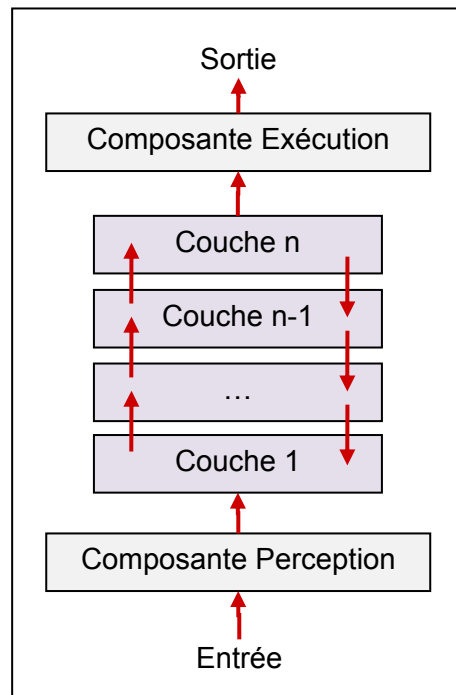 Sortie
Composante Exécution
Couche n
Couche n-1
...
Couche 1
Composante Perception
Entrée